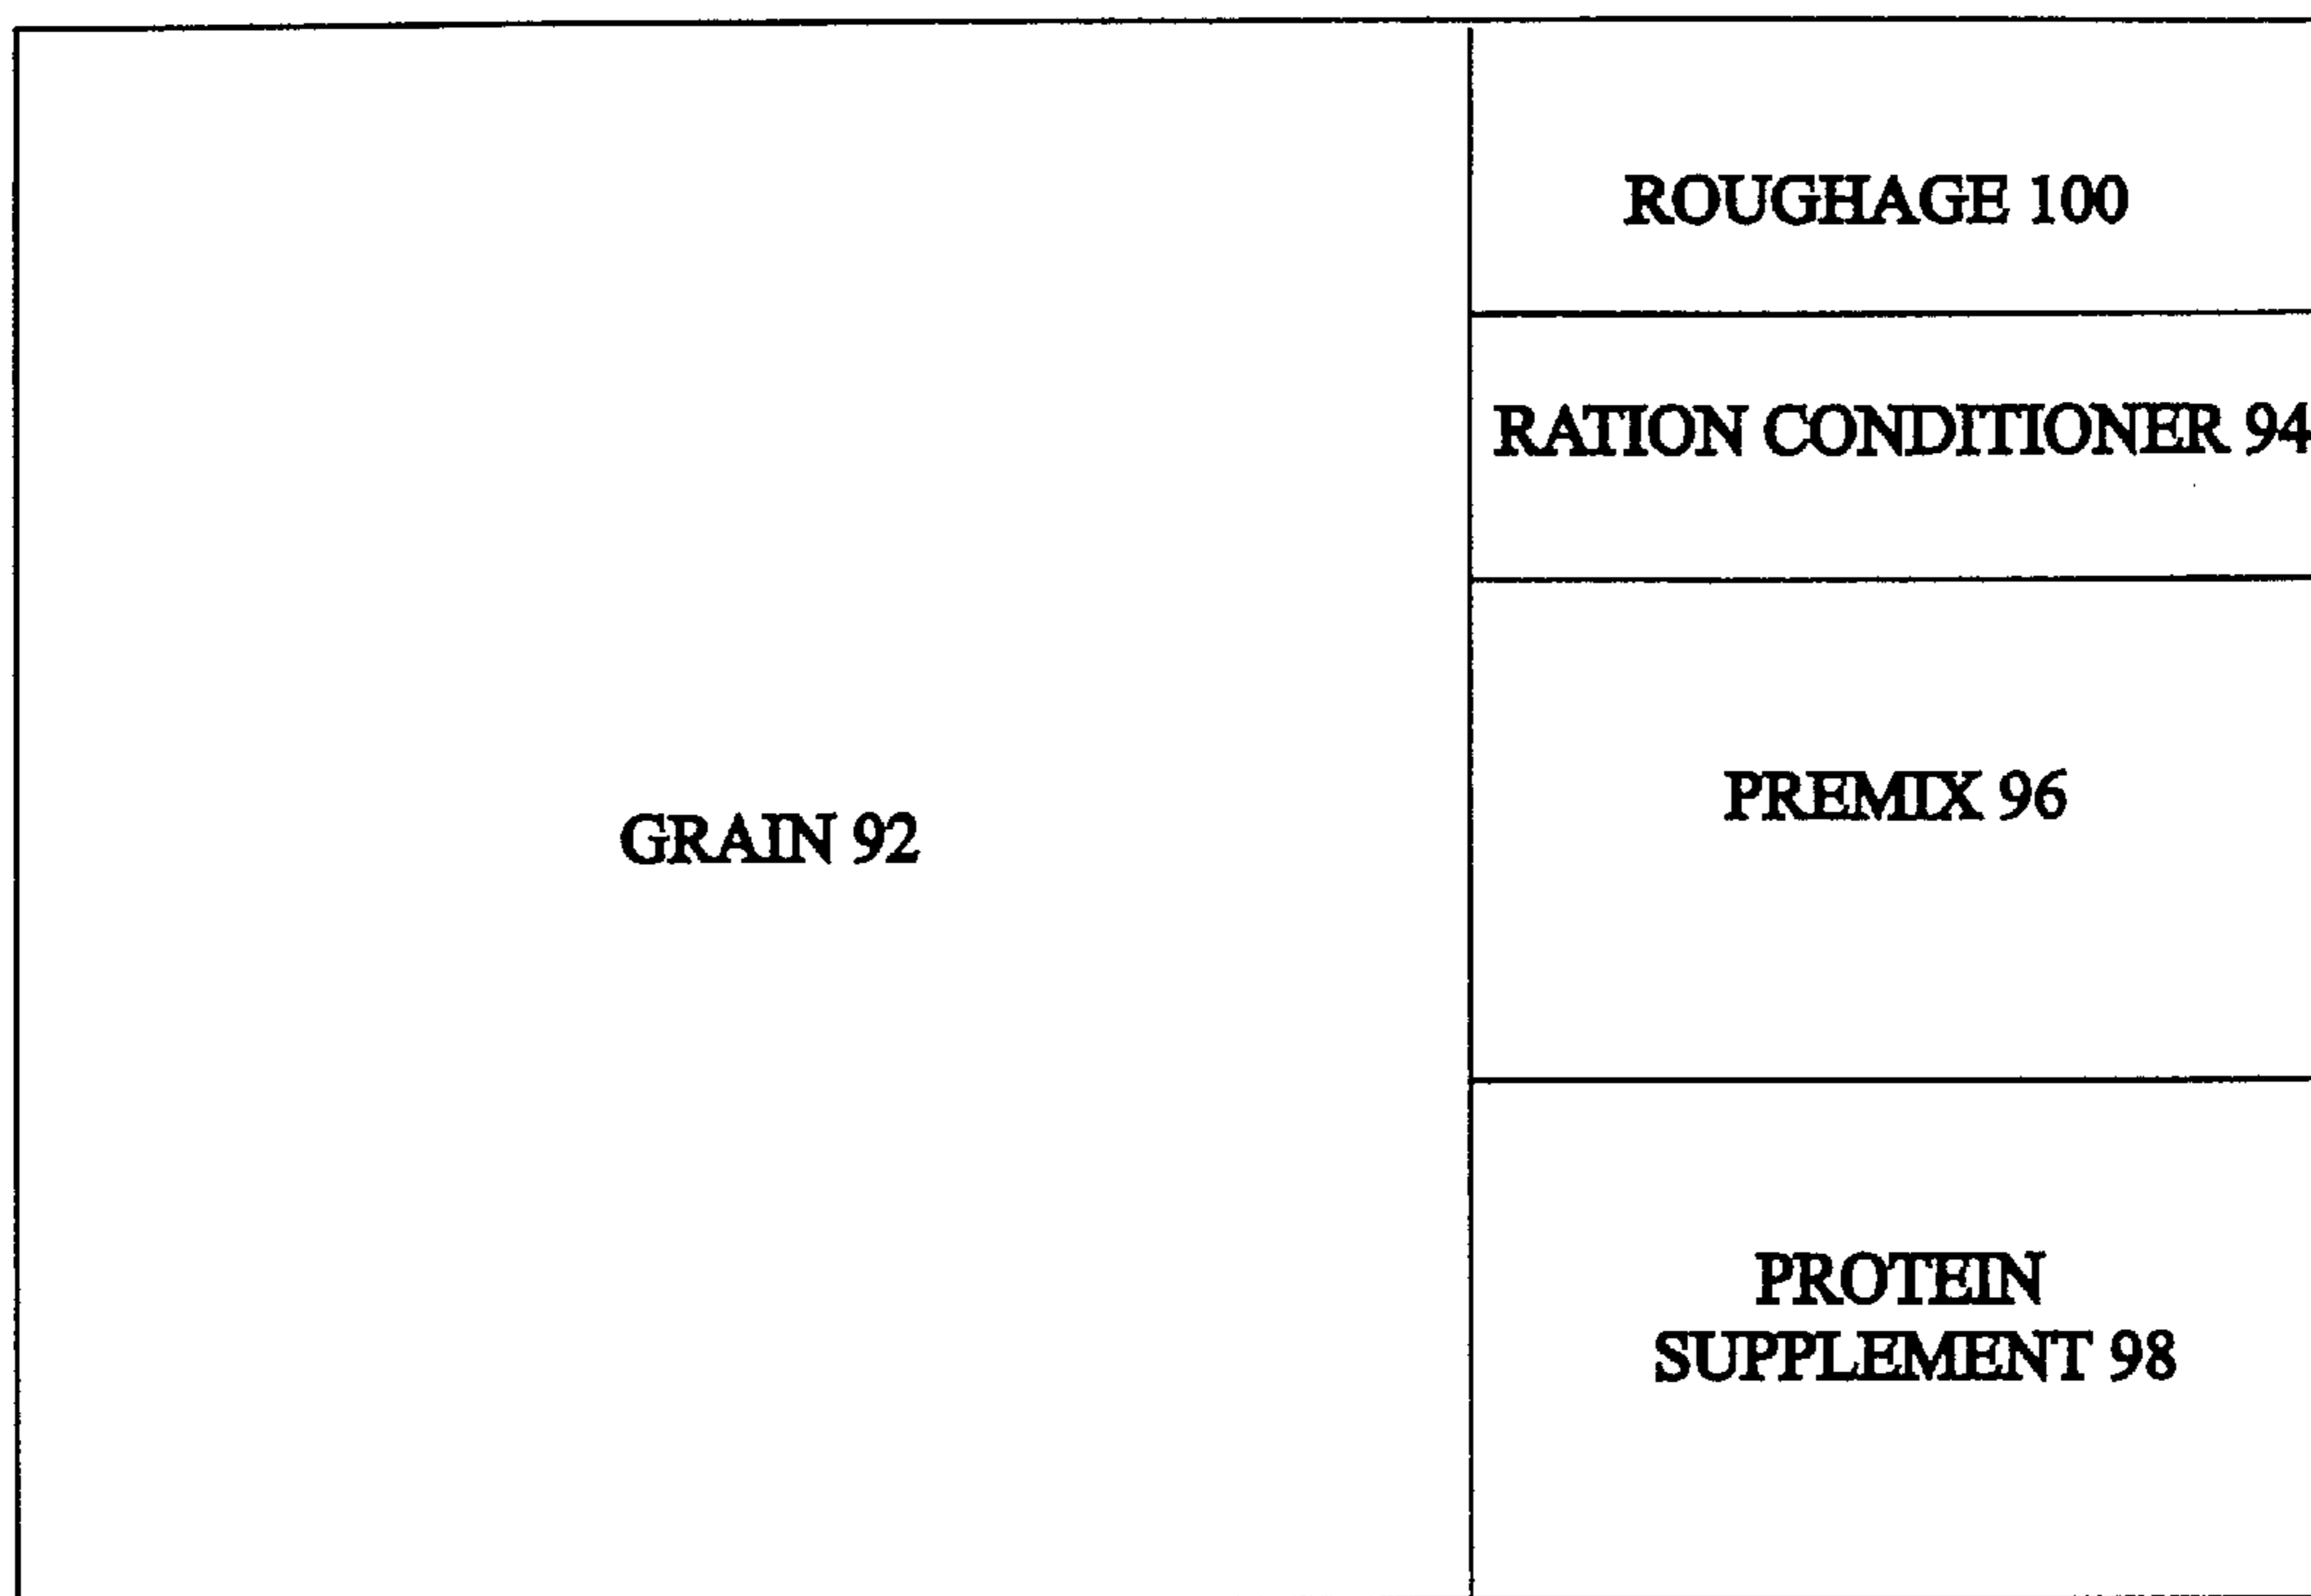 ROUGHAGE 100
RATION CONDITIONER 94
GRAIN 92
PREMIX 96
PROTEIN
SUPPLEMENT 98